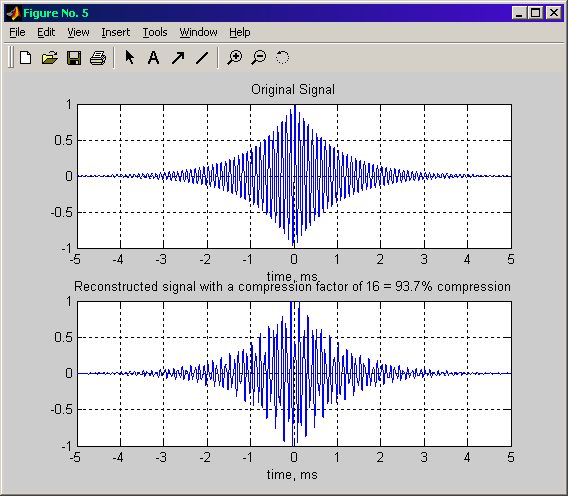 Figure No. 5
File Edit View Insert Tools Window Help
A
Original Signal
1
0.5
0
-0.5
-1
-5 -4 -3 -2 -1 0 1 2 3 4 5
time, ms
Reconstructed signal with a compression factor of 16 = 93.7% compression
1
0.5
0
-0.5
-1
-5 -4 -3 -2 -1 0 1 2 3 4 5
time, ms